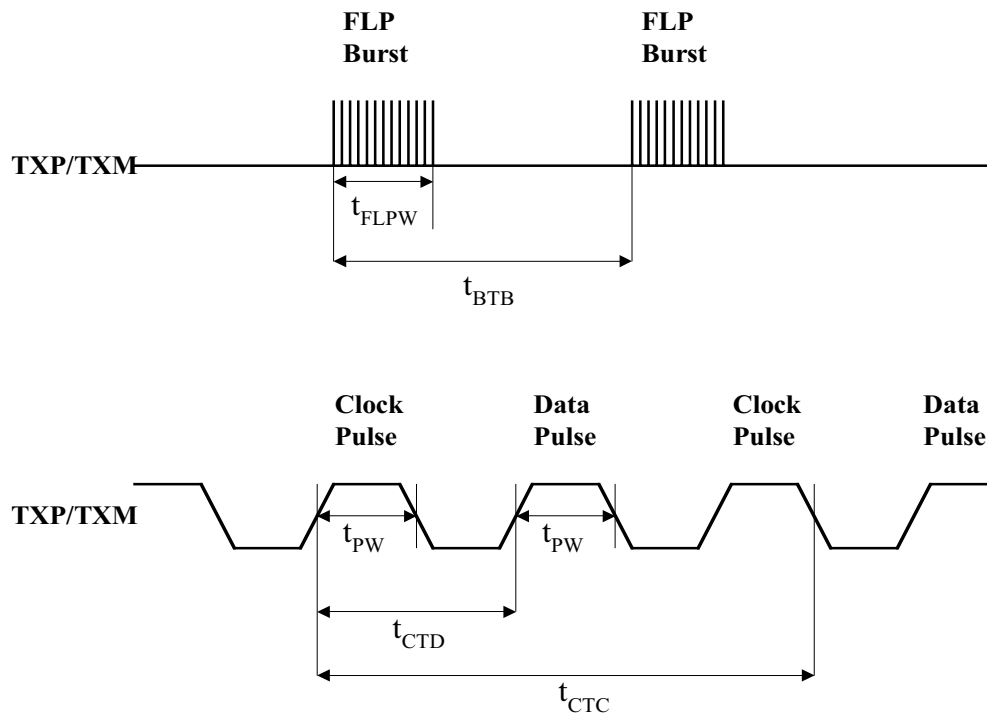 FLP Burst
FLP Burst
TXP/TXM
tFLPW
tBTB
Clock Pulse
Data Pulse
Clock Pulse
Data Pulse
TXP/TXM
tPW
tPW
tCTD
tCTC